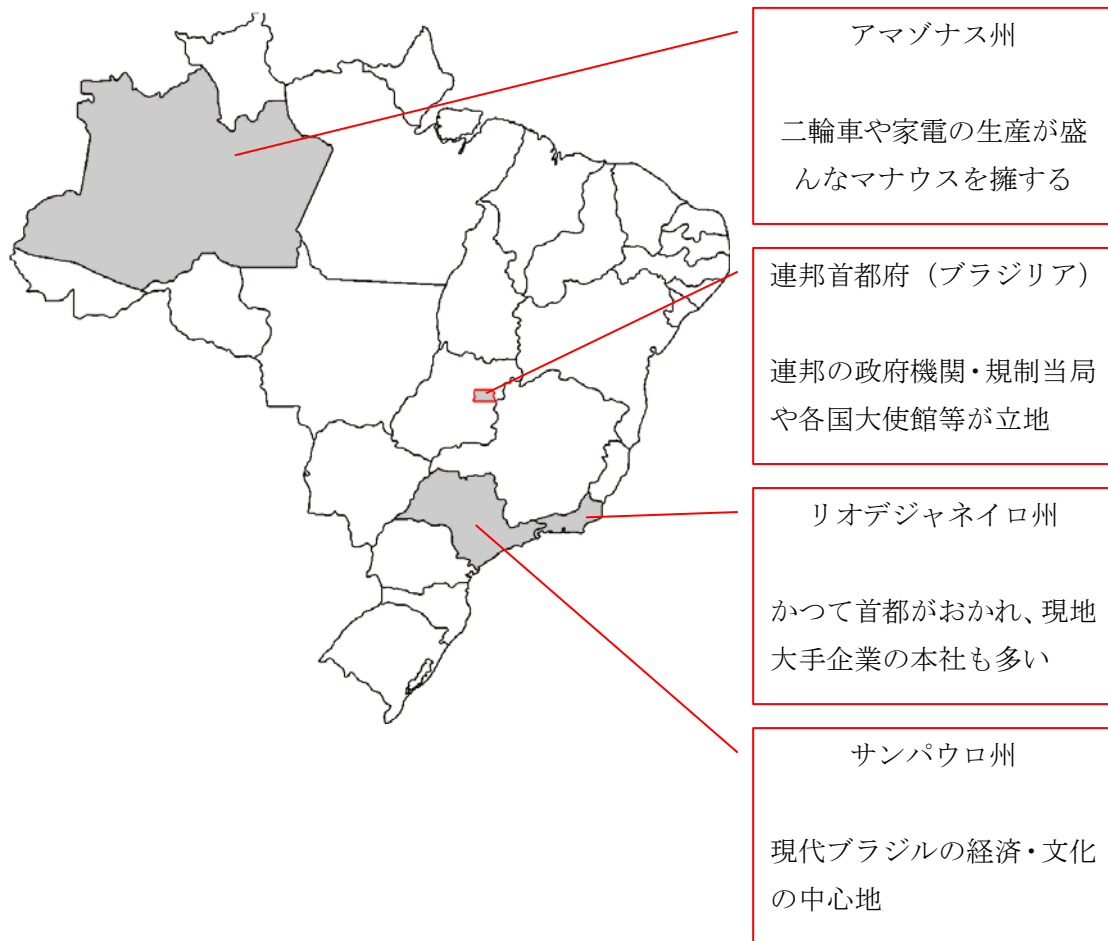 アマゾナス州
二輪車や家電の生産が盛
んなマナウスを擁する
連邦首都府（ブラジリア）
連邦の政府機関・規制当局
や各国大使館等が立地
リオデジャネイロ州
かつて首都がおかれ、現地
大手企業の本社も多い
サンパウロ州
現代ブラジルの経済・文化
の中心地